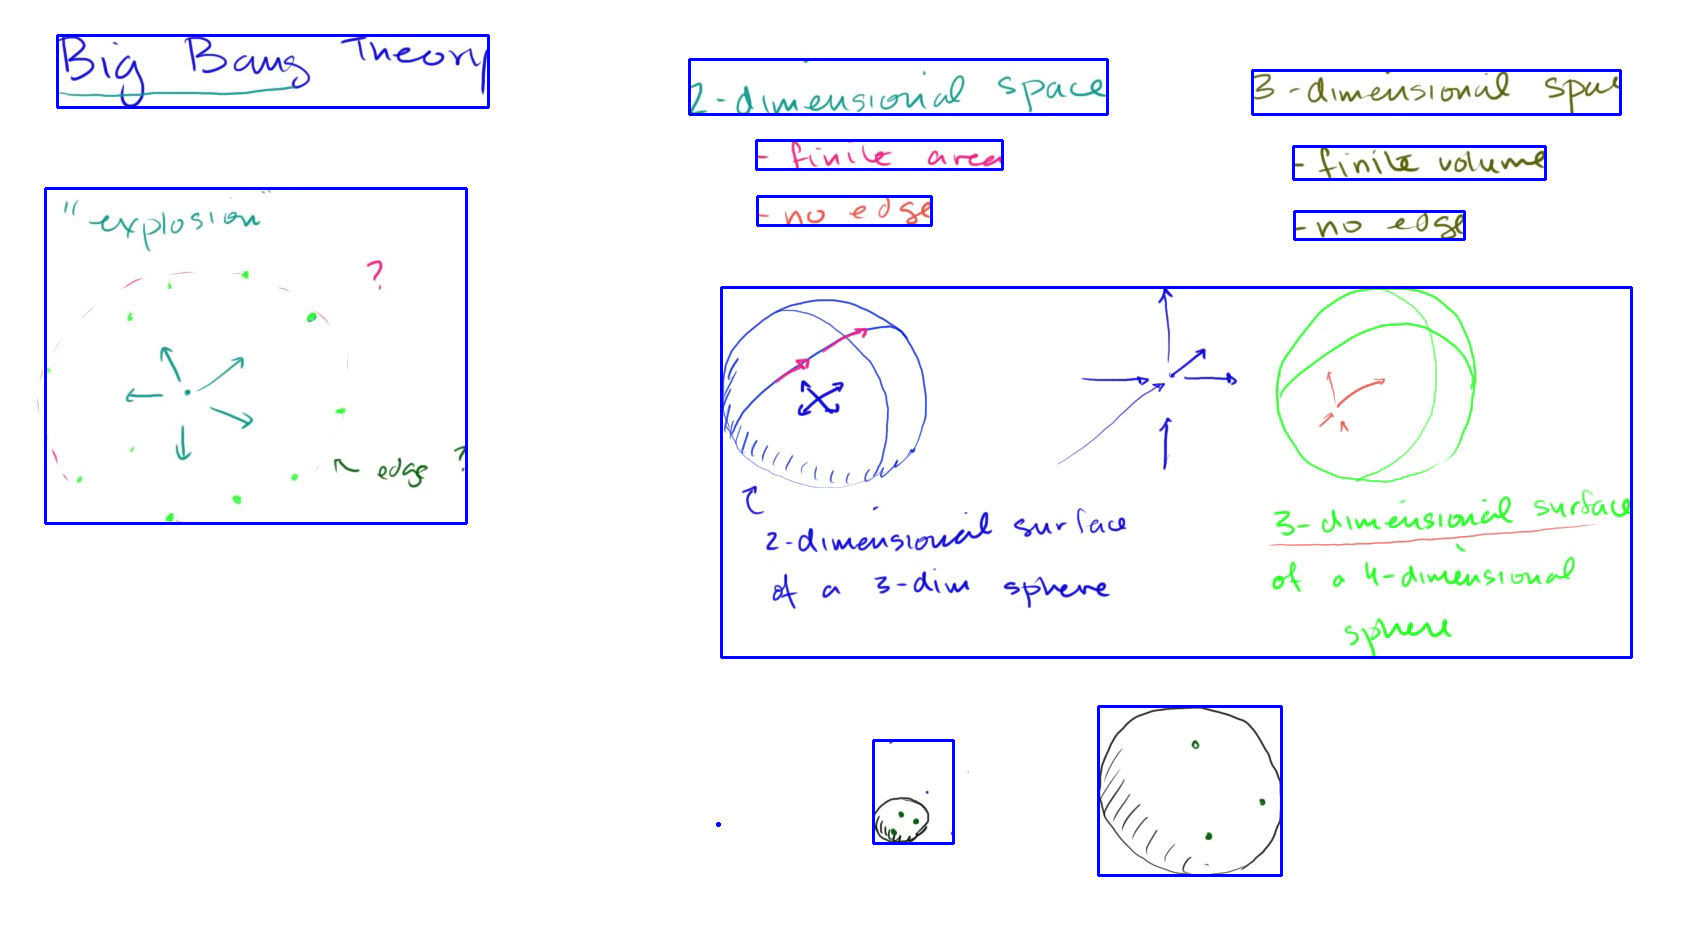 Big Bang Theory
"explosion"
?
edge ?
2-dimensional space
- finite area
- no edge
3-dimensional space
- finite volume
- no edge
2-dimensional surface
of a 3-dim sphere
3-dimensional surface
of a 4-dimensional
sphere